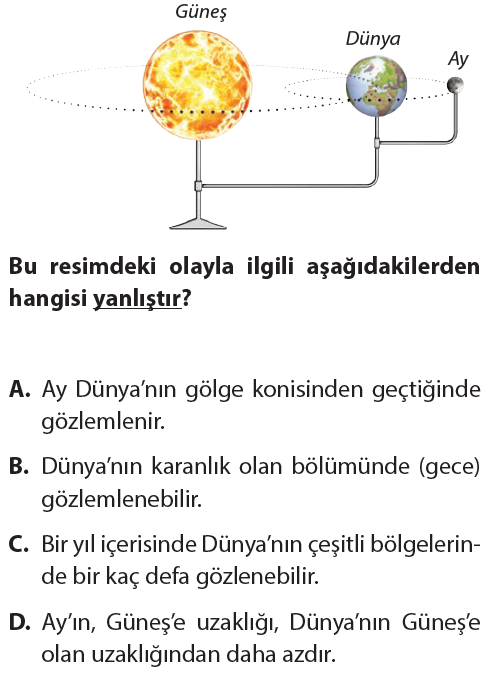 Güneş
Dünya
Ay
Bu resimdeki olayla ilgili aşağıdakilerden
hangisi yanlıştır?
A. Ay Dünya’nın gölge konisinden geçtiğinde
gözlemlenir.
B. Dünya’nın karanlık olan bölümünde (gece)
gözlemlenebilir.
C. Bir yıl içerisinde Dünya’nın çeşitli bölgelerin-
de bir kaç defa gözlenebilir.
D. Ay’ın, Güneş’e uzaklığı, Dünya’nın Güneş’e
olan uzaklığından daha azdır.